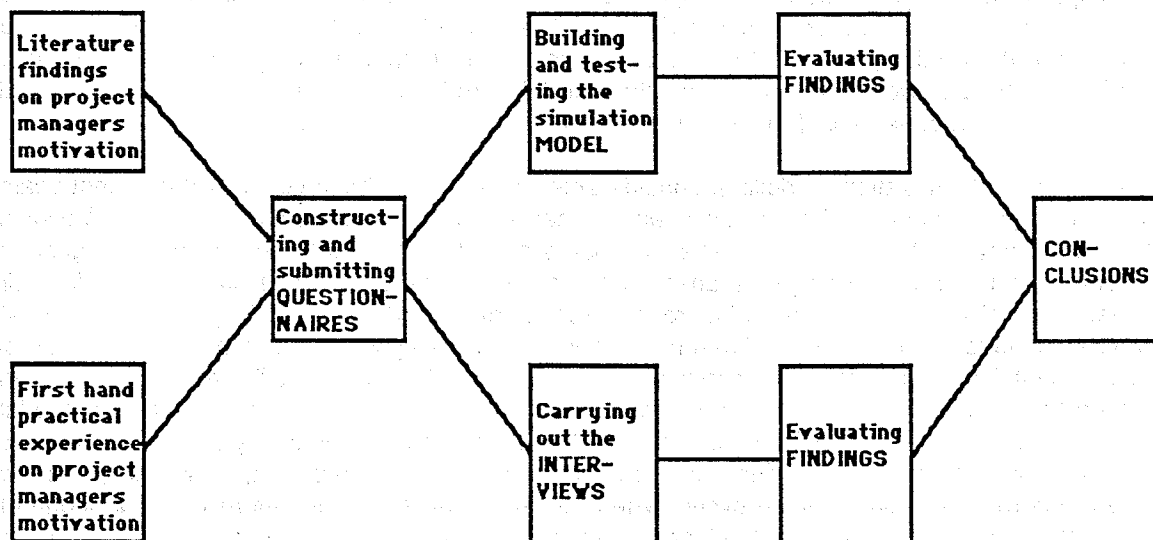 Literature
findings
on project
managers
motivation
First hand
practical
experience
on project
managers
motivation
Construct-
ing and
submitting
QUESTION-
NAIRES
Building
and test-
ing the
simulation
MODEL
Evaluating
FINDINGS
Carrying
out the
INTER-
VIEWS
Evaluating
FINDINGS
CON-
CLUSIONS